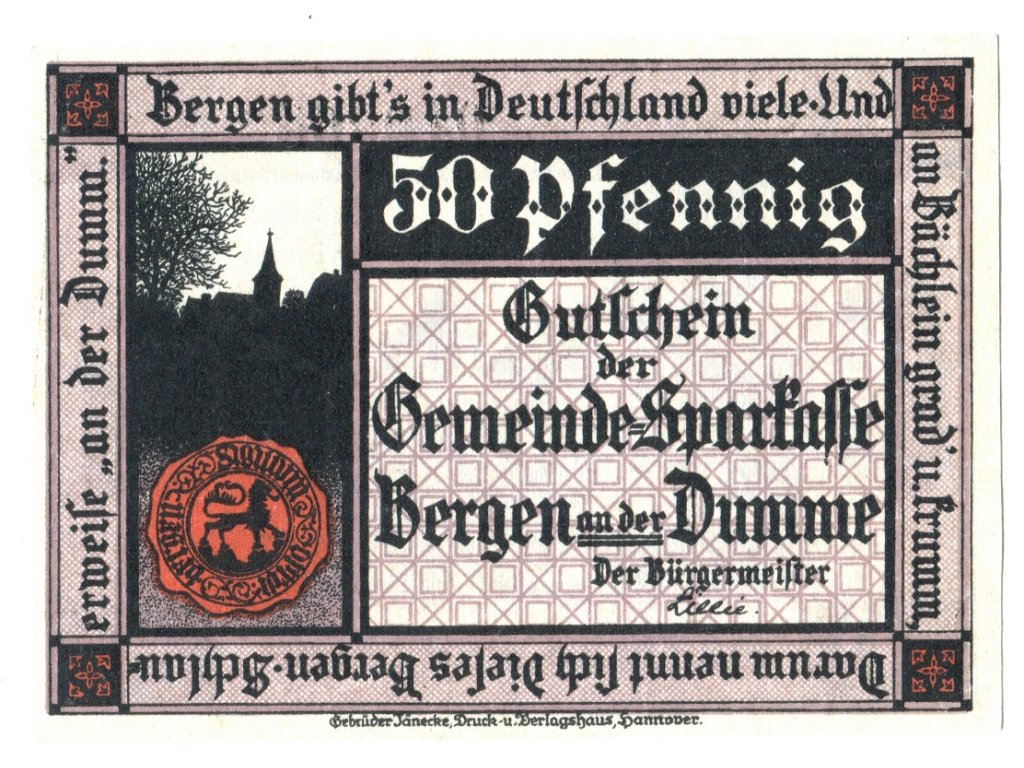 Bergen gibt's in Deutschland viele · Und
an Bächlein grad' u. krumm,
Darum nennt sich dieses Bergen · Schlau-
erweise „an der Dumm."
50 Pfennig
Gutschein
der
Gemeinde-Sparkasse
Bergen an der Dumme
Der Bürgermeister
Lillie.
Gebrüder Jänecke, Druck- u. Verlagshaus, Hannover.